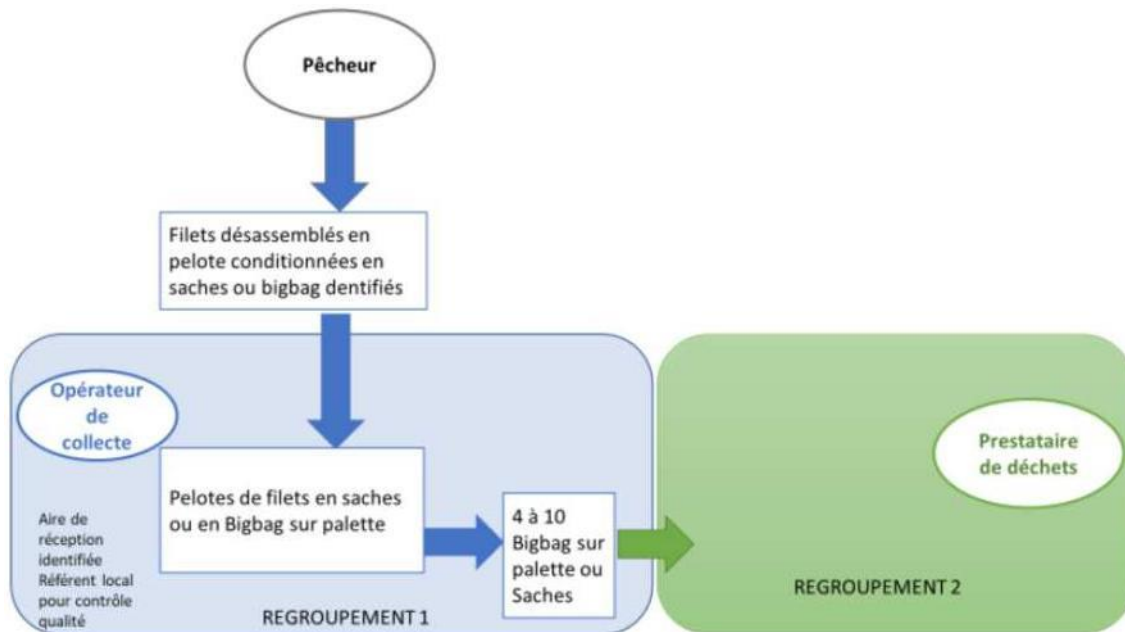 Pêcheur
Filets désassemblés en
pelote conditionnées en
saches ou bigbag dentifiés
Opérateur
de
collecte
Pelotes de filets en saches
ou en Bigbag sur palette
Aire de
réception
identifiée
Référent local
pour contrôle
qualité
4 à 10
Bigbag sur
palette ou
Saches
REGROUPEMENT 1
Prestataire
de déchets
REGROUPEMENT 2